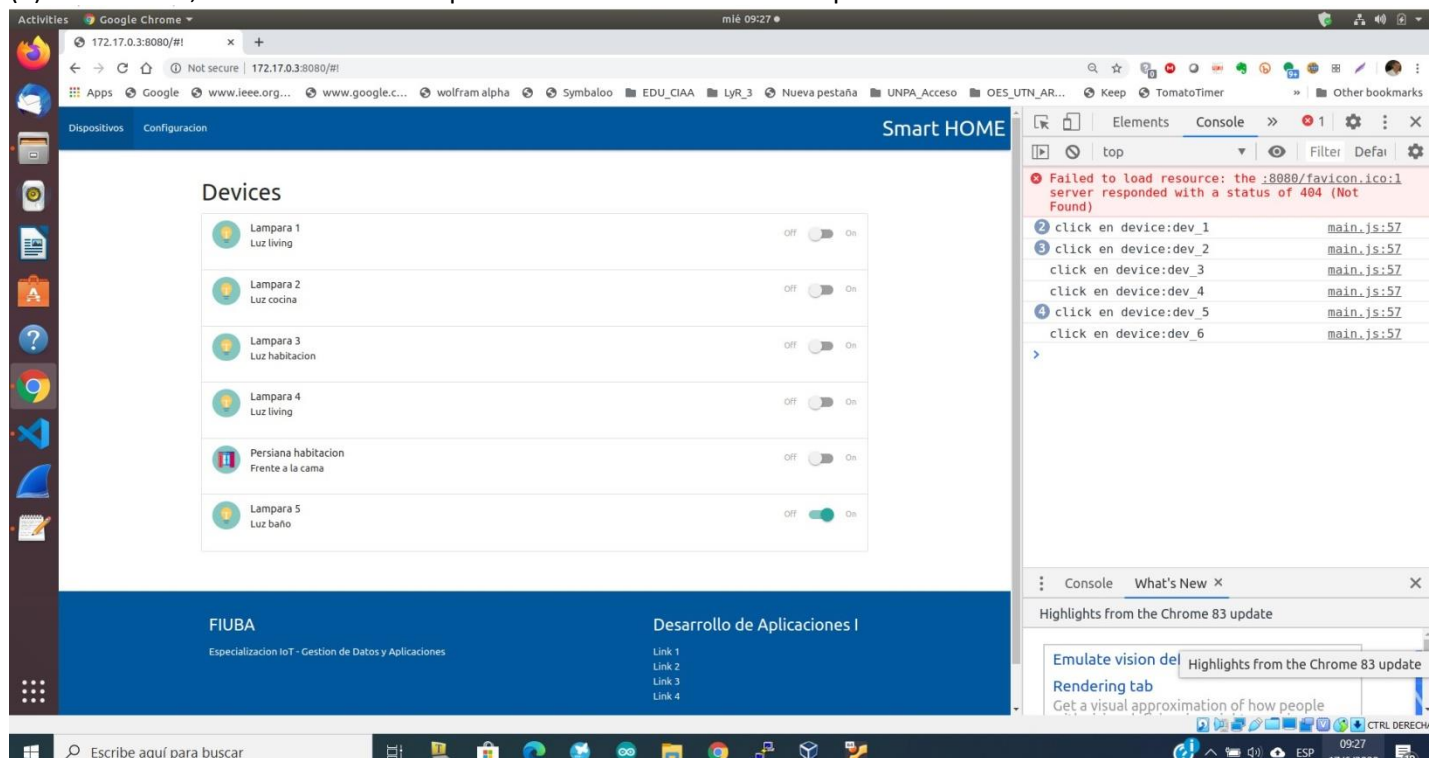 Activities Google Chrome mié 09:27
172.17.0.3:8080/#!
Not secure | 172.17.0.3:8080/#!
Apps Google www.ieee.org... www.google.c... wolfram alpha Symbaloo EDU_CIAA LyR_3 Nueva pestaña UNPA_Acceso OES_UTN_AR... Keep TomatoTimer » Other bookmarks
Dispositivos Configuracion Smart HOME
Devices
Lampara 1
Luz living
Off On
Lampara 2
Luz cocina
Off On
Lampara 3
Luz habitacion
Off On
Lampara 4
Luz living
Off On
Persiana habitacion
Frente a la cama
Off On
Lampara 5
Luz baño
Off On
FIUBA
Especializacion IoT - Gestion de Datos y Aplicaciones
Desarrollo de Aplicaciones I
Link 1
Link 2
Link 3
Link 4
Elements Console » 1
top Filter Defau
Failed to load resource: the :8080/favicon.ico:1
server responded with a status of 404 (Not
Found)
2 click en device:dev_1 main.js:57
3 click en device:dev_2 main.js:57
click en device:dev_3 main.js:57
click en device:dev_4 main.js:57
4 click en device:dev_5 main.js:57
click en device:dev_6 main.js:57
>
Console What's New
Highlights from the Chrome 83 update
Emulate vision def
Highlights from the Chrome 83 update
Rendering tab
Get a visual approximation of how people
CTRL DERECHA
Escribe aquí para buscar
ESP 09:27